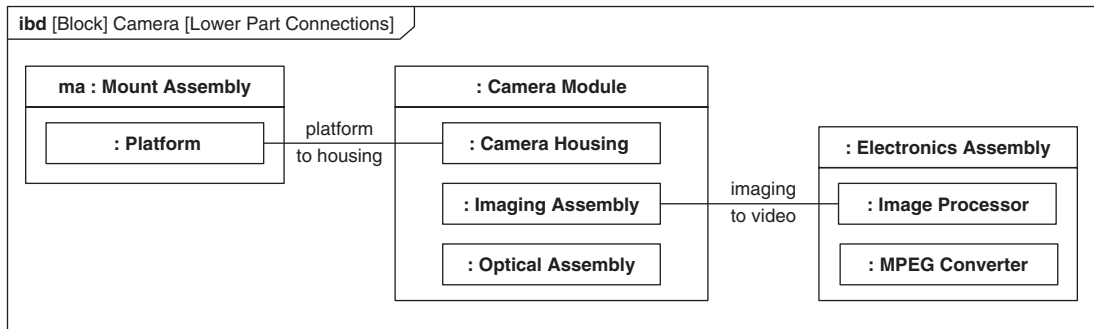 ibd [Block] Camera [Lower Part Connections]
ma : Mount Assembly
: Platform
platform
to housing
: Camera Module
: Camera Housing
: Imaging Assembly
: Optical Assembly
imaging
to video
: Electronics Assembly
: Image Processor
: MPEG Converter